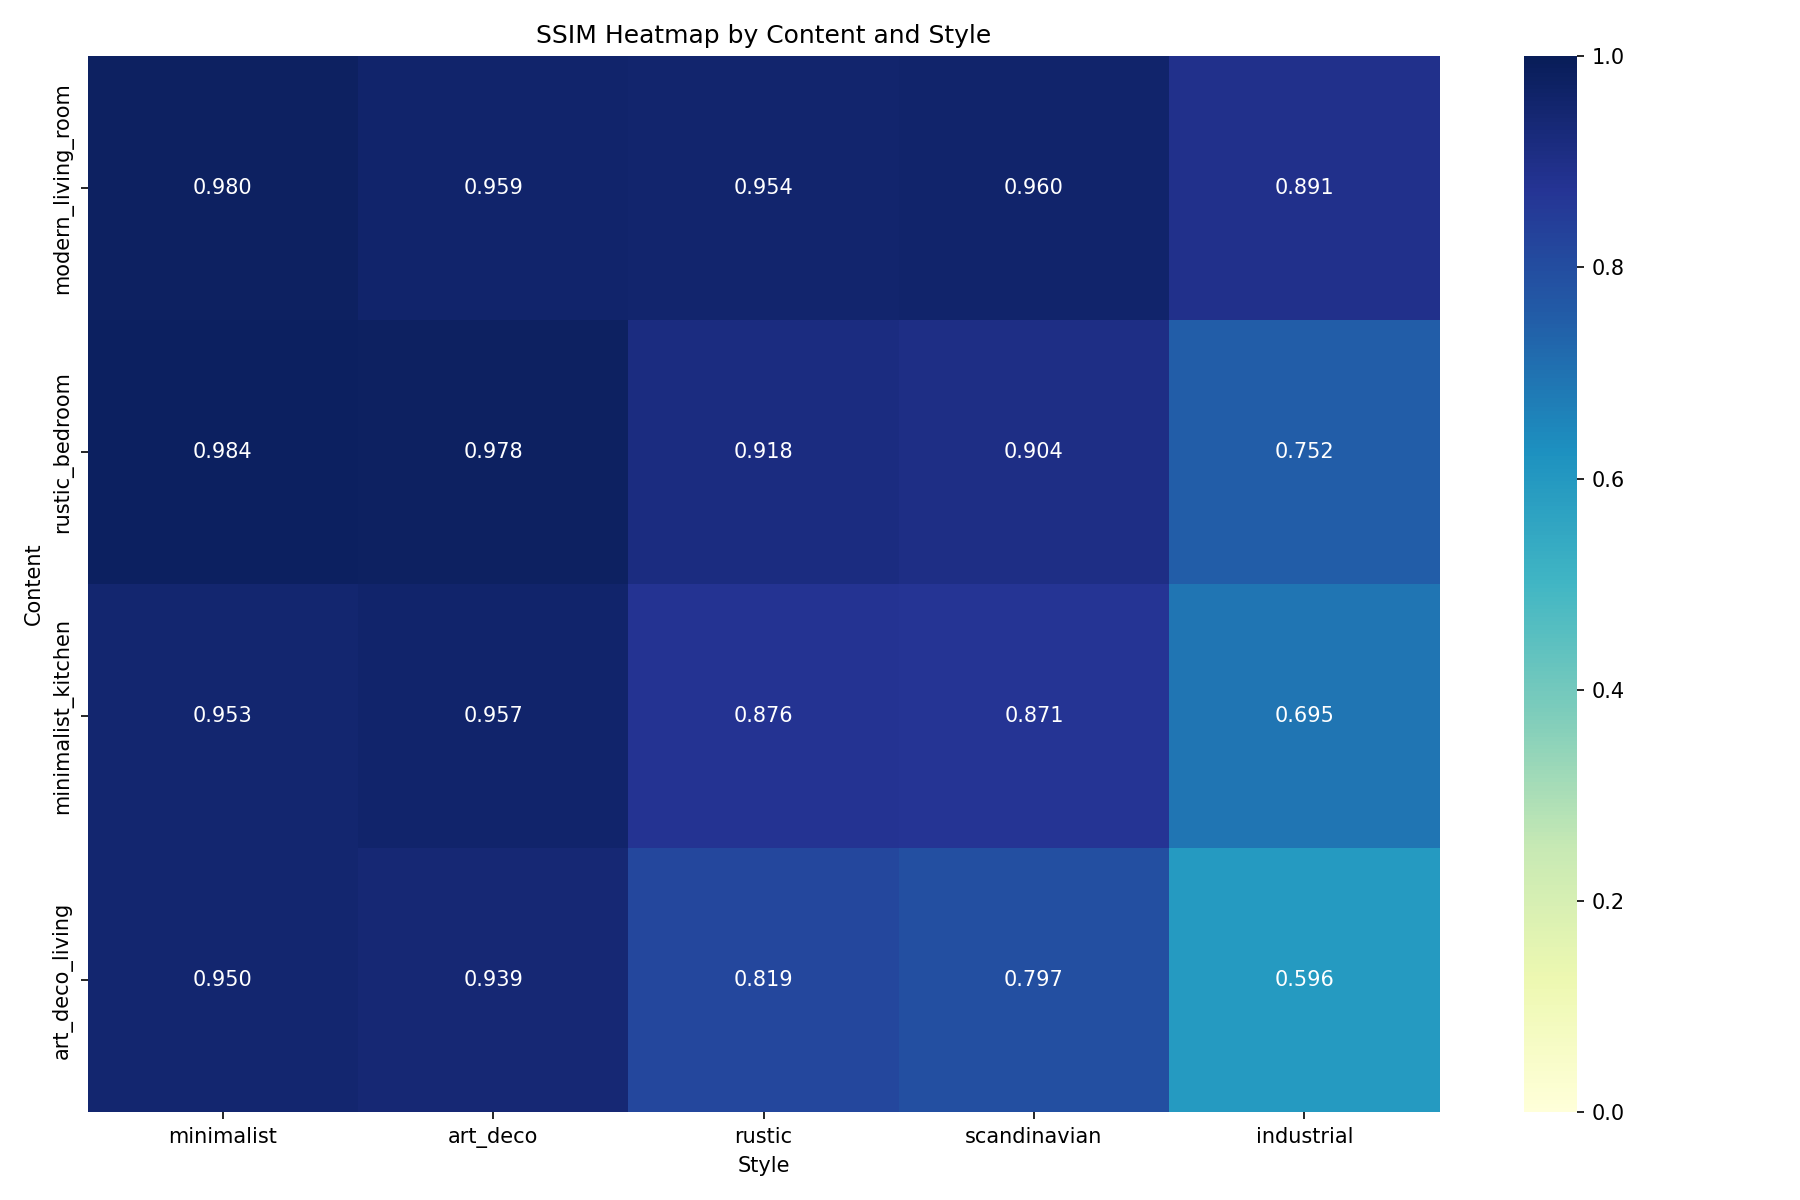 SSIM Heatmap by Content and Style
Content
modern_living_room
0.980 0.959 0.954 0.960 0.891
rustic_bedroom
0.984 0.978 0.918 0.904 0.752
minimalist_kitchen
0.953 0.957 0.876 0.871 0.695
art_deco_living
0.950 0.939 0.819 0.797 0.596
minimalist art_deco rustic scandinavian industrial
Style
1.0
0.8
0.6
0.4
0.2
0.0